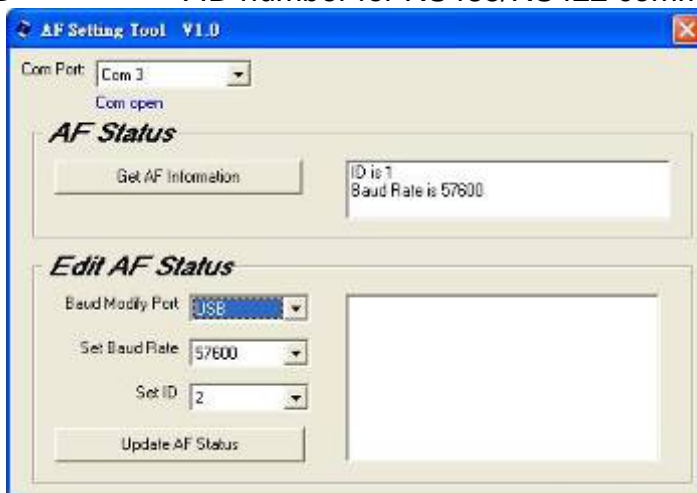 AF Setting Tool V1.0
Com Port: Com 3
Com open
AF Status
Get AF Information
ID is 1
Baud Rate is 57600
Edit AF Status
Baud Modify Port USB
Set Baud Rate 57600
Set ID 2
Update AF Status